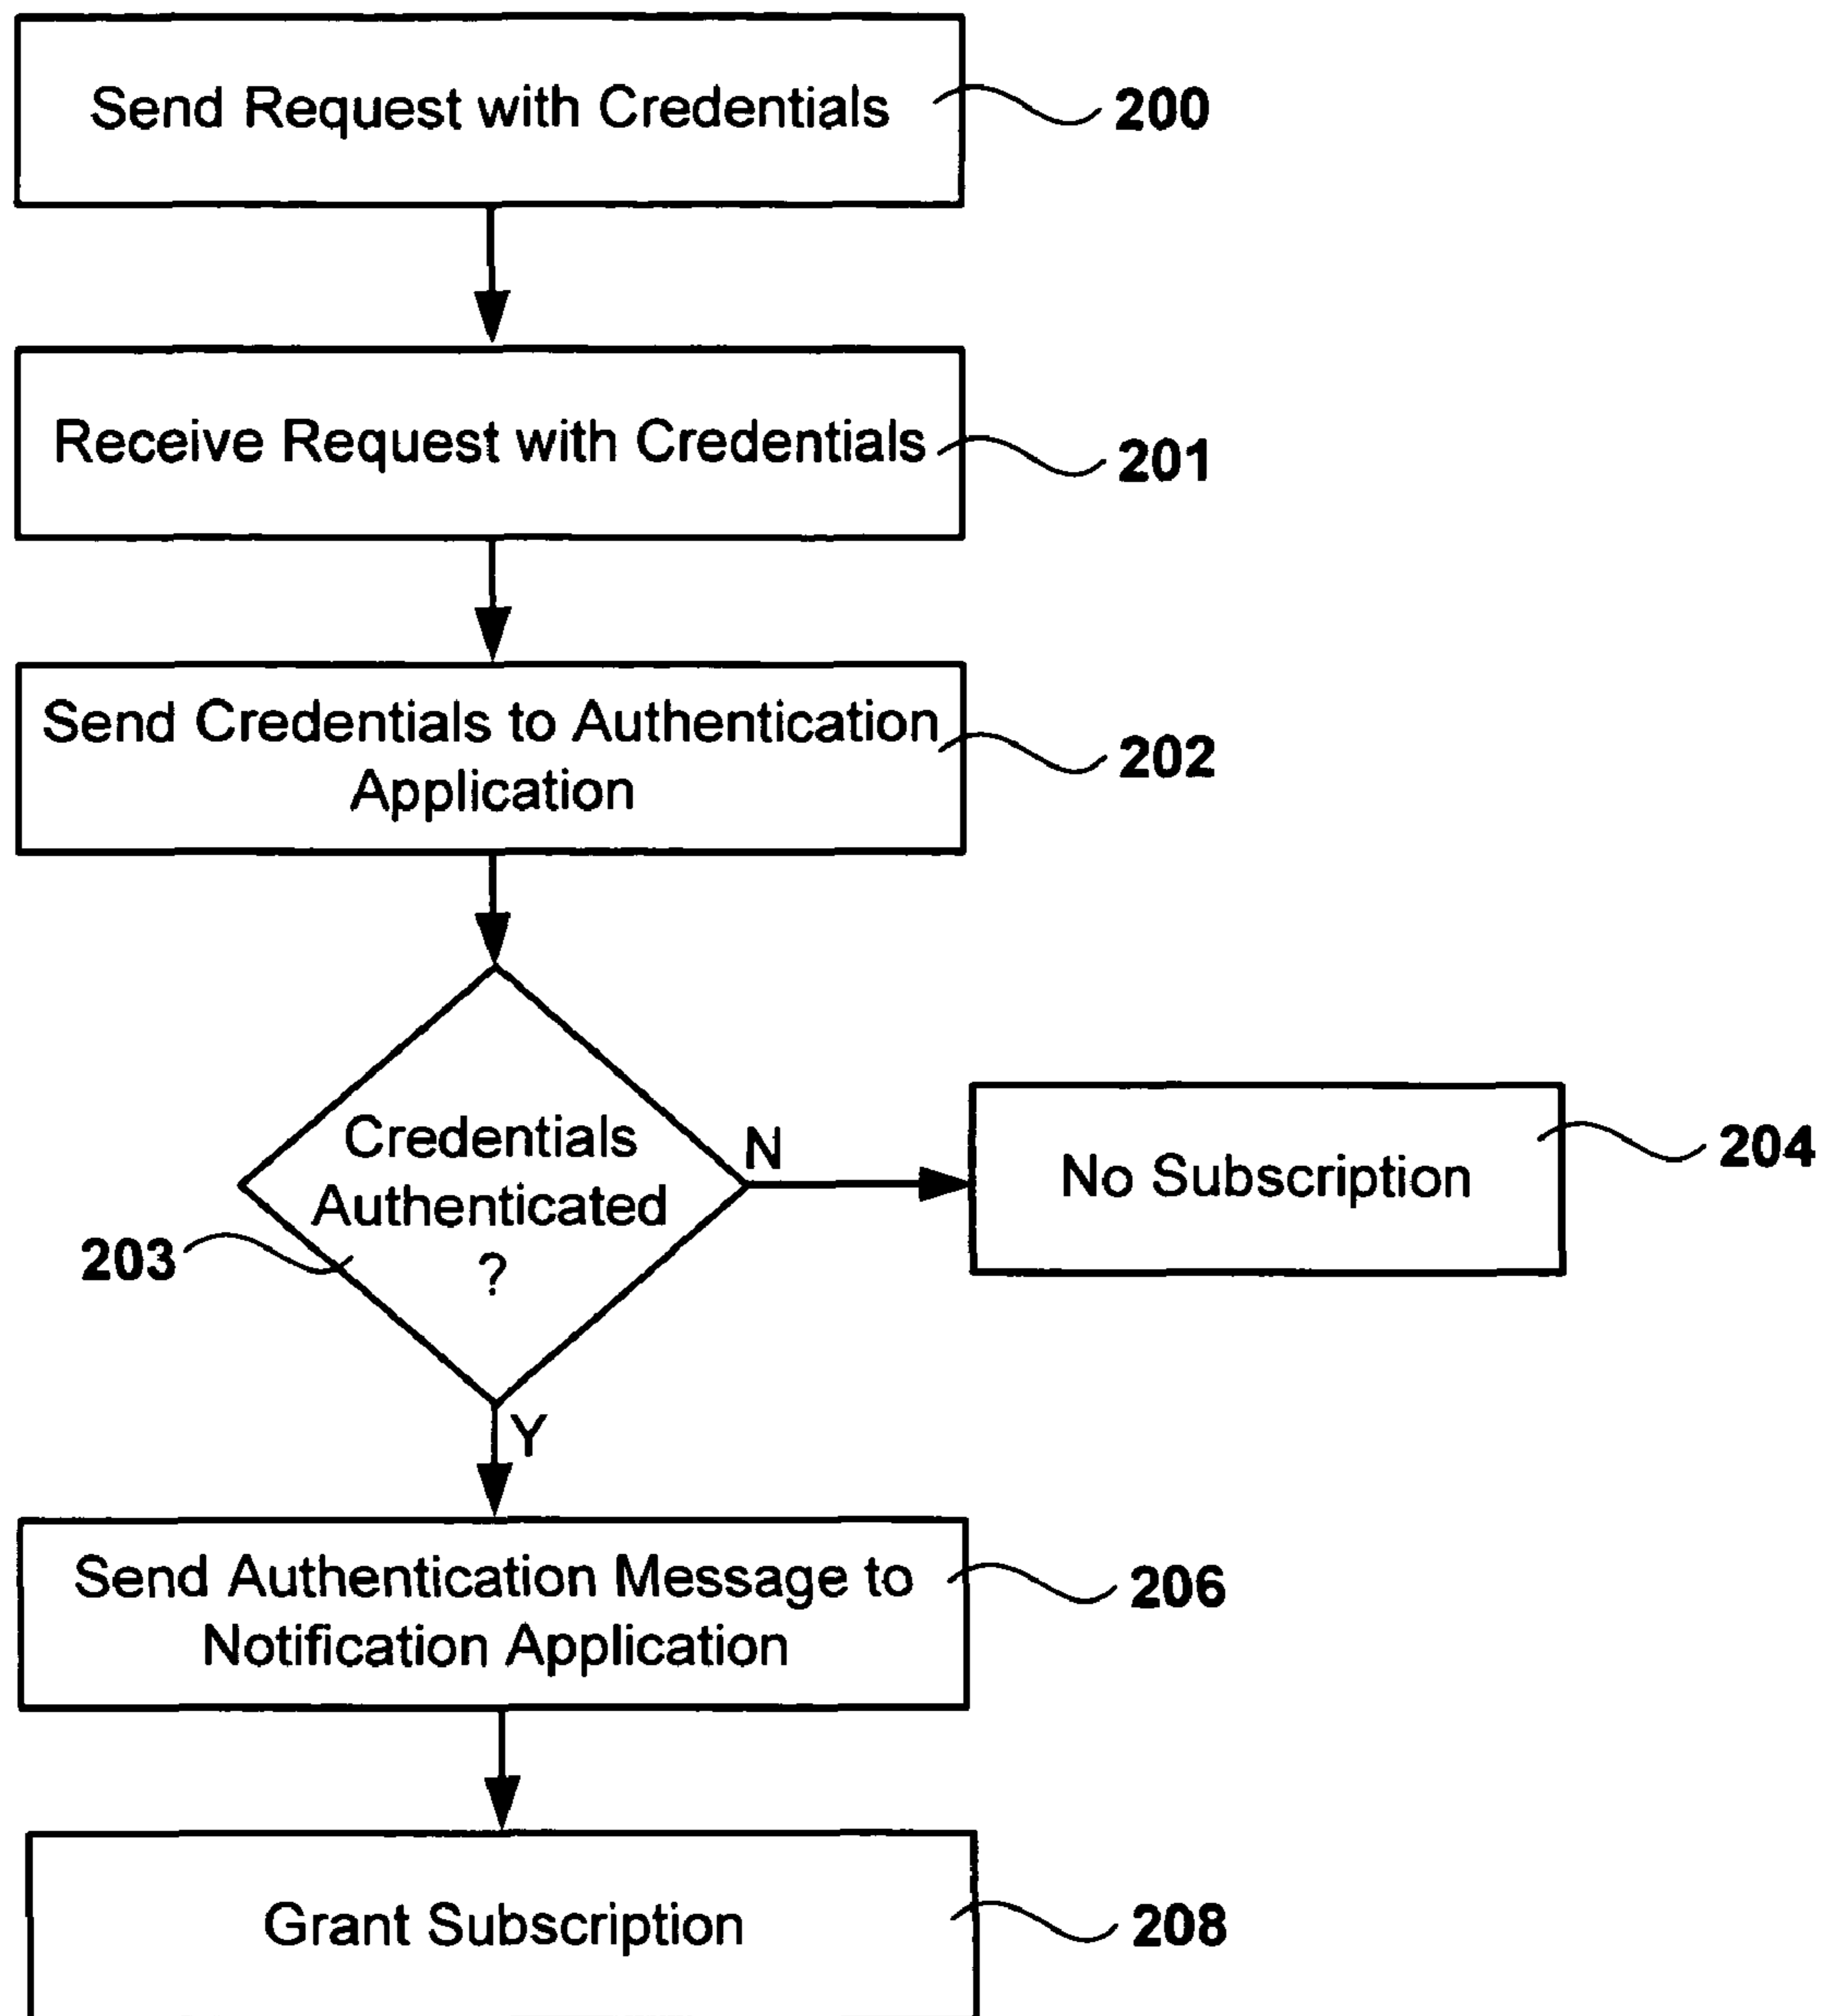 Send Request with Credentials
200
Receive Request with Credentials
201
Send Credentials to Authentication
Application
202
Credentials
Authenticated
?
203
N
No Subscription
204
Y
Send Authentication Message to
Notification Application
206
Grant Subscription
208